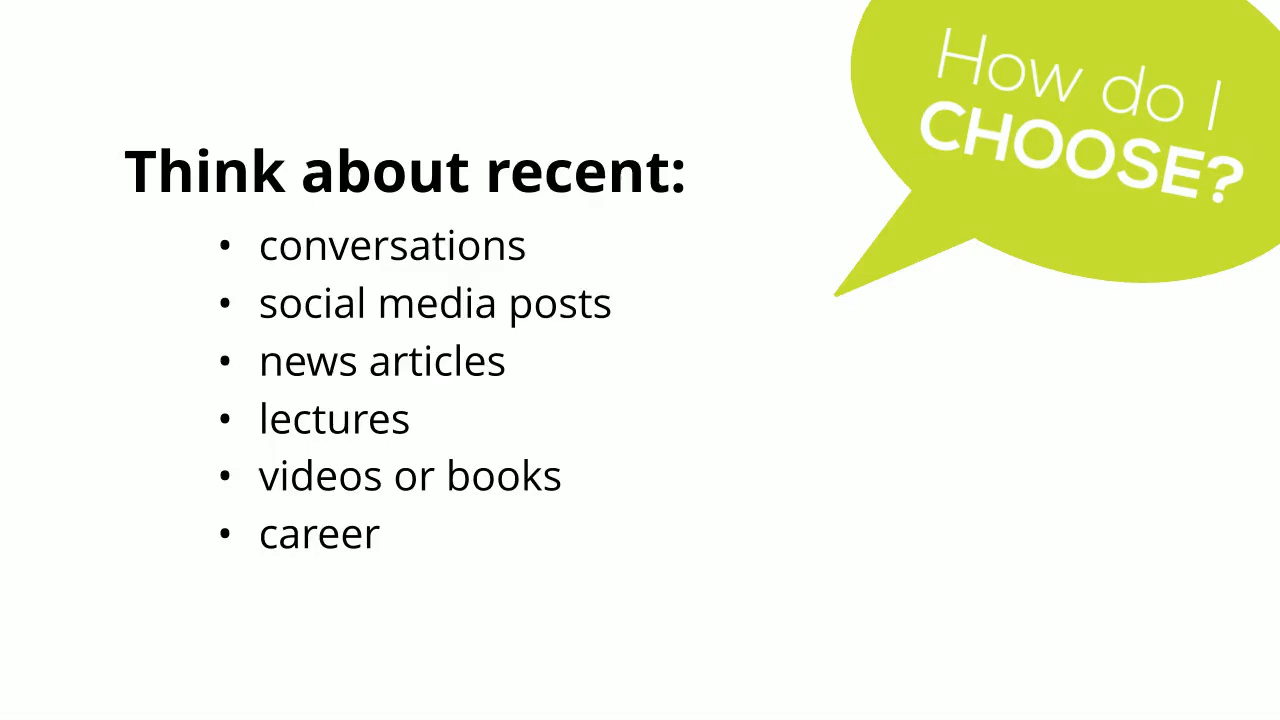 How do I
CHOOSE?
Think about recent:
• conversations
• social media posts
• news articles
• lectures
• videos or books
• career